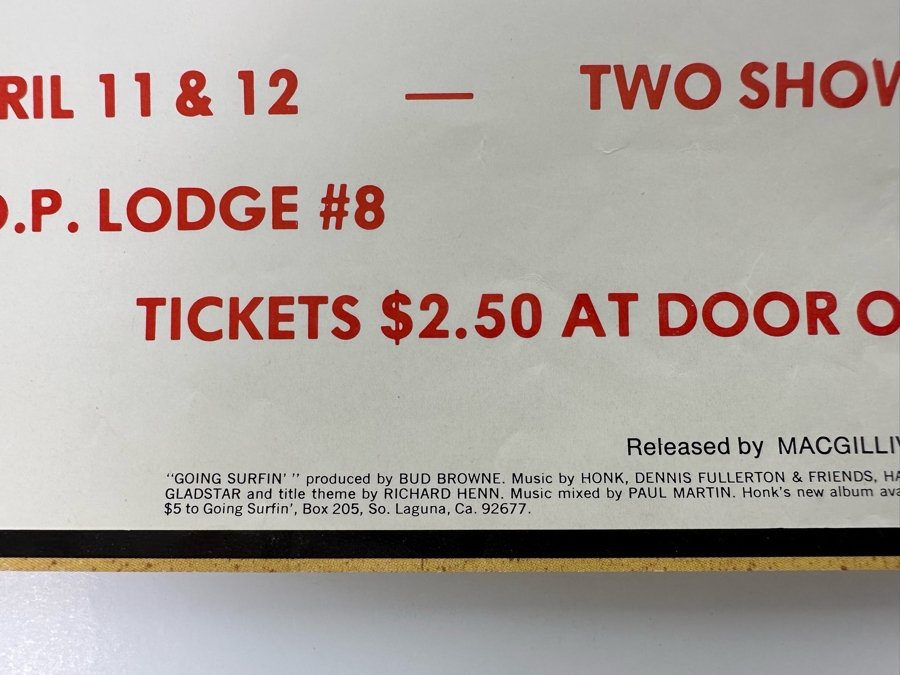 RIL 11 & 12 — TWO SHOW
O.P. LODGE #8
TICKETS $2.50 AT DOOR O
Released by MACGILLIV
"GOING SURFIN' " produced by BUD BROWNE. Music by HONK, DENNIS FULLERTON & FRIENDS, HA
GLADSTAR and title theme by RICHARD HENN. Music mixed by PAUL MARTIN. Honk's new album ava
$5 to Going Surfin', Box 205, So. Laguna, Ca. 92677.